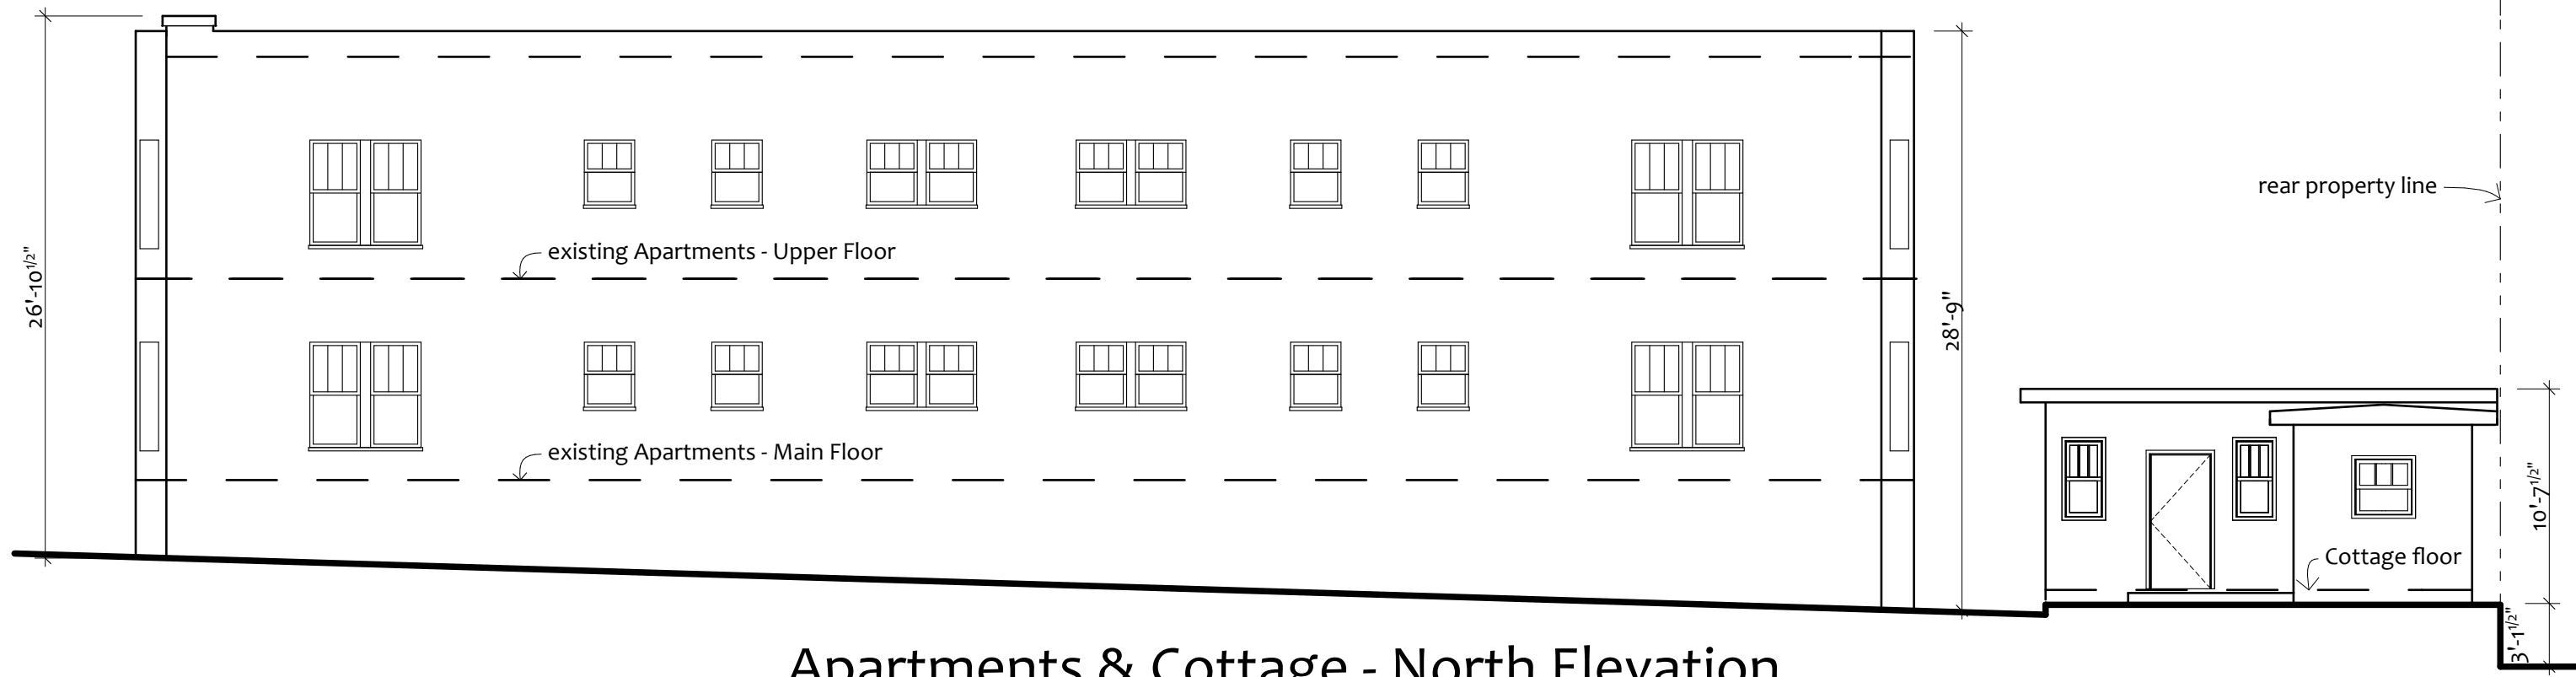 26'-10 1/2"
existing Apartments - Upper Floor
existing Apartments - Main Floor
28'-9"
rear property line
10'-7 1/2"
Cottage floor
3'-1 1/2"
Apartments & Cottage - North Elevation